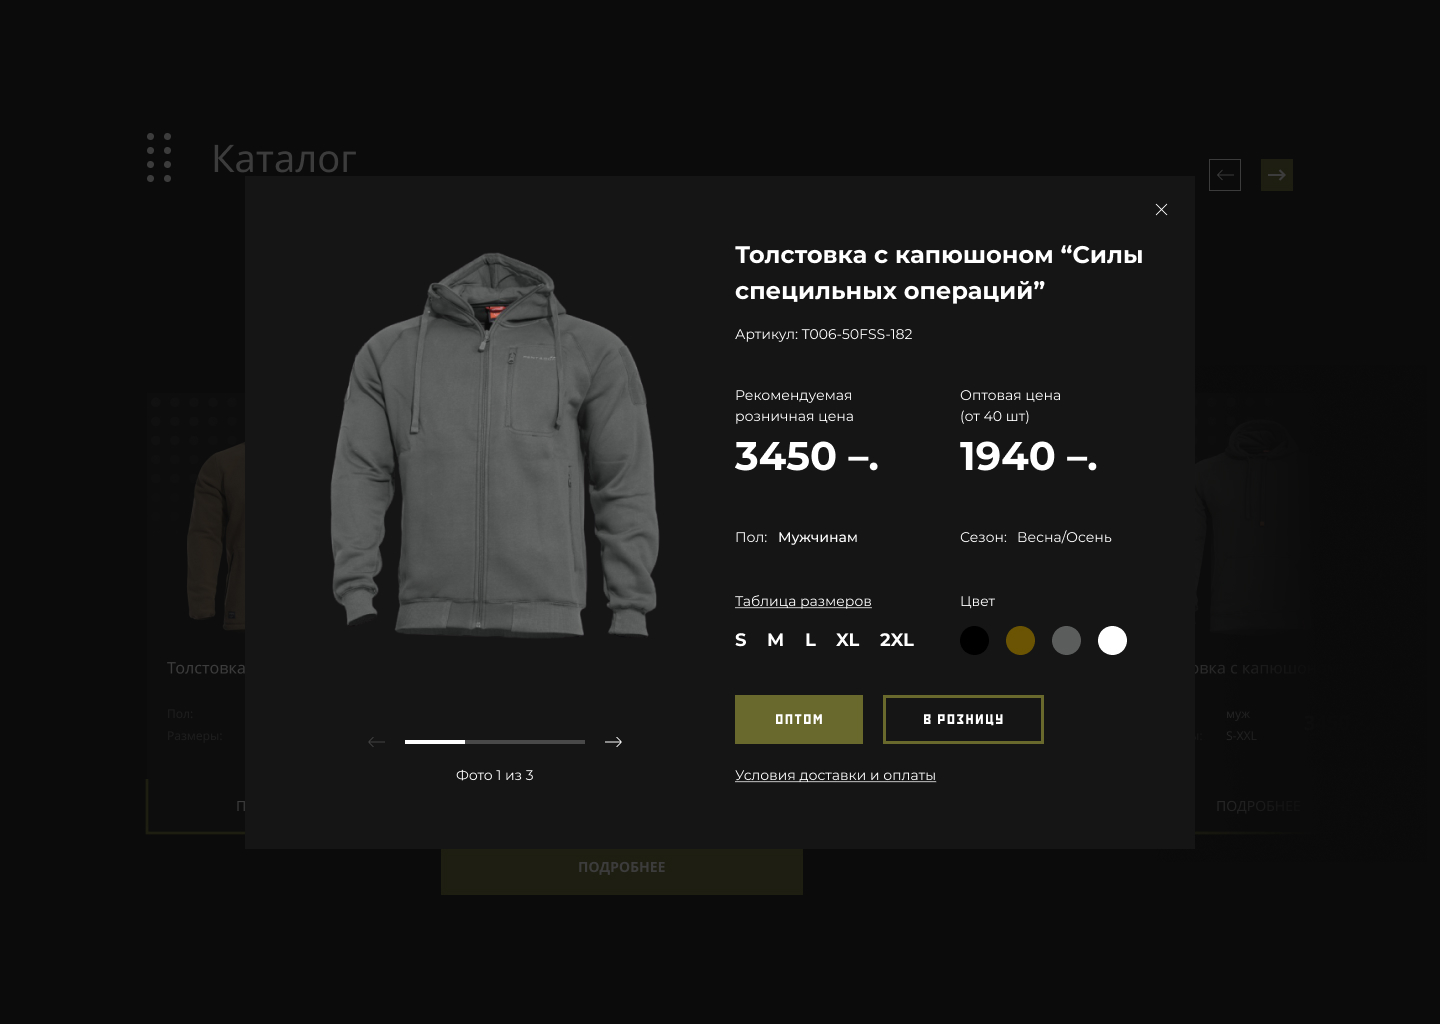 Каталог
Толстовка с капюшоном “Силы
специльных операций”
Артикул: T006-50FSS-182
Рекомендуемая
розничная цена
3450 –.
Оптовая цена
(от 40 шт)
1940 –.
Пол: Мужчинам
Сезон: Весна/Осень
Таблица размеров
S M L XL 2XL
Цвет
ОПТОМ
В РОЗНИЦУ
Фото 1 из 3
Условия доставки и оплаты
Толстовка
Пол:
Размеры:
ПОДРОБНЕЕ
с капюшо
муж
S-XXL
ПОДРОБНЕЕ